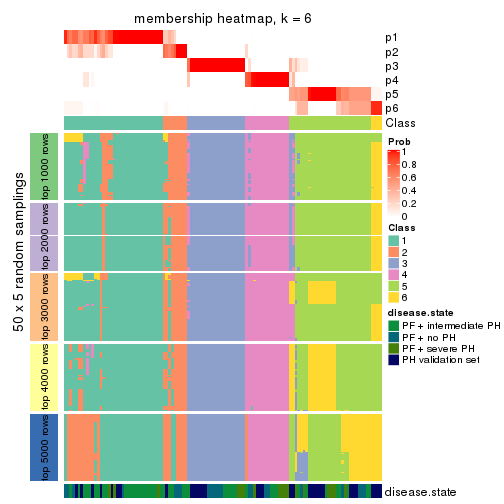 membership heatmap, k = 6
p1
p2
p3
p4
p5
p6
Class
50 x 5 random samplings
top 1000 rows
top 2000 rows
top 3000 rows
top 4000 rows
top 5000 rows
disease.state
Prob
1
0.8
0.6
0.4
0.2
0
Class
1
2
3
4
5
6
disease.state
PF+ intermediate PH
PF+ no PH
PF+ severe PH
PH validation set